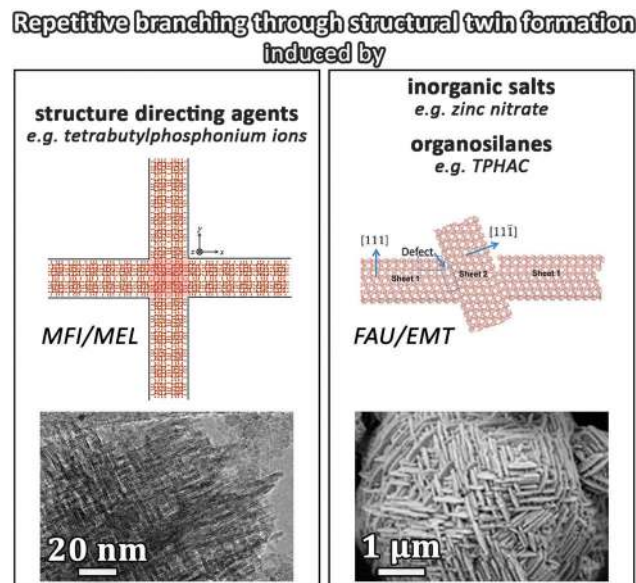 Repetitive branching through structural twin formation
induced by
structure directing agents
e.g. tetrabutylphosphonium ions
y
z
x
MFI/MEL
20 nm
inorganic salts
e.g. zinc nitrate
organosilanes
e.g. TPHAC
[111]
[111̄]
Defect
Sheet 1
Sheet 2
Sheet 1
FAU/EMT
1 μm